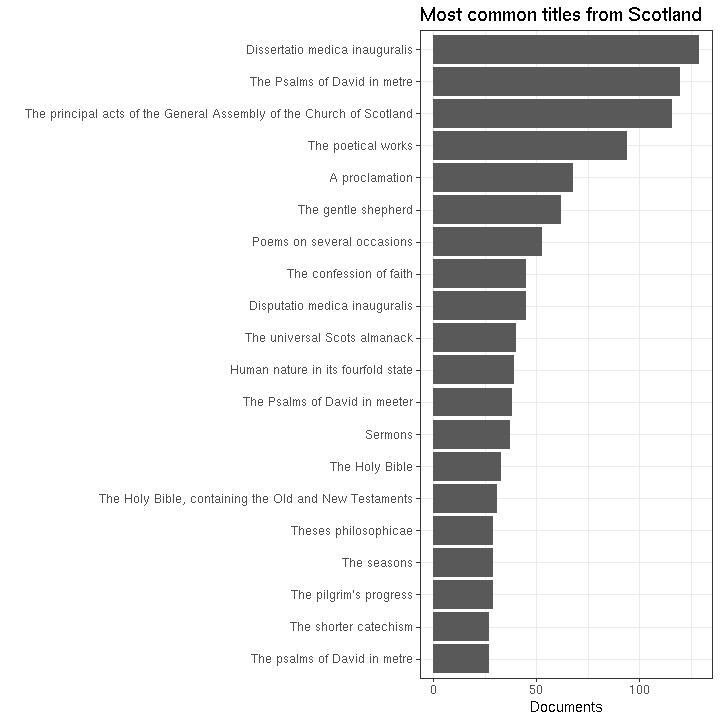 Most common titles from Scotland
Dissertatio medica inauguralis
The Psalms of David in metre
The principal acts of the General Assembly of the Church of Scotland
The poetical works
A proclamation
The gentle shepherd
Poems on several occasions
The confession of faith
Disputatio medica inauguralis
The universal Scots almanack
Human nature in its fourfold state
The Psalms of David in meeter
Sermons
The Holy Bible
The Holy Bible, containing the Old and New Testaments
Theses philosophicae
The seasons
The pilgrim's progress
The shorter catechism
The psalms of David in metre
0 50 100
Documents